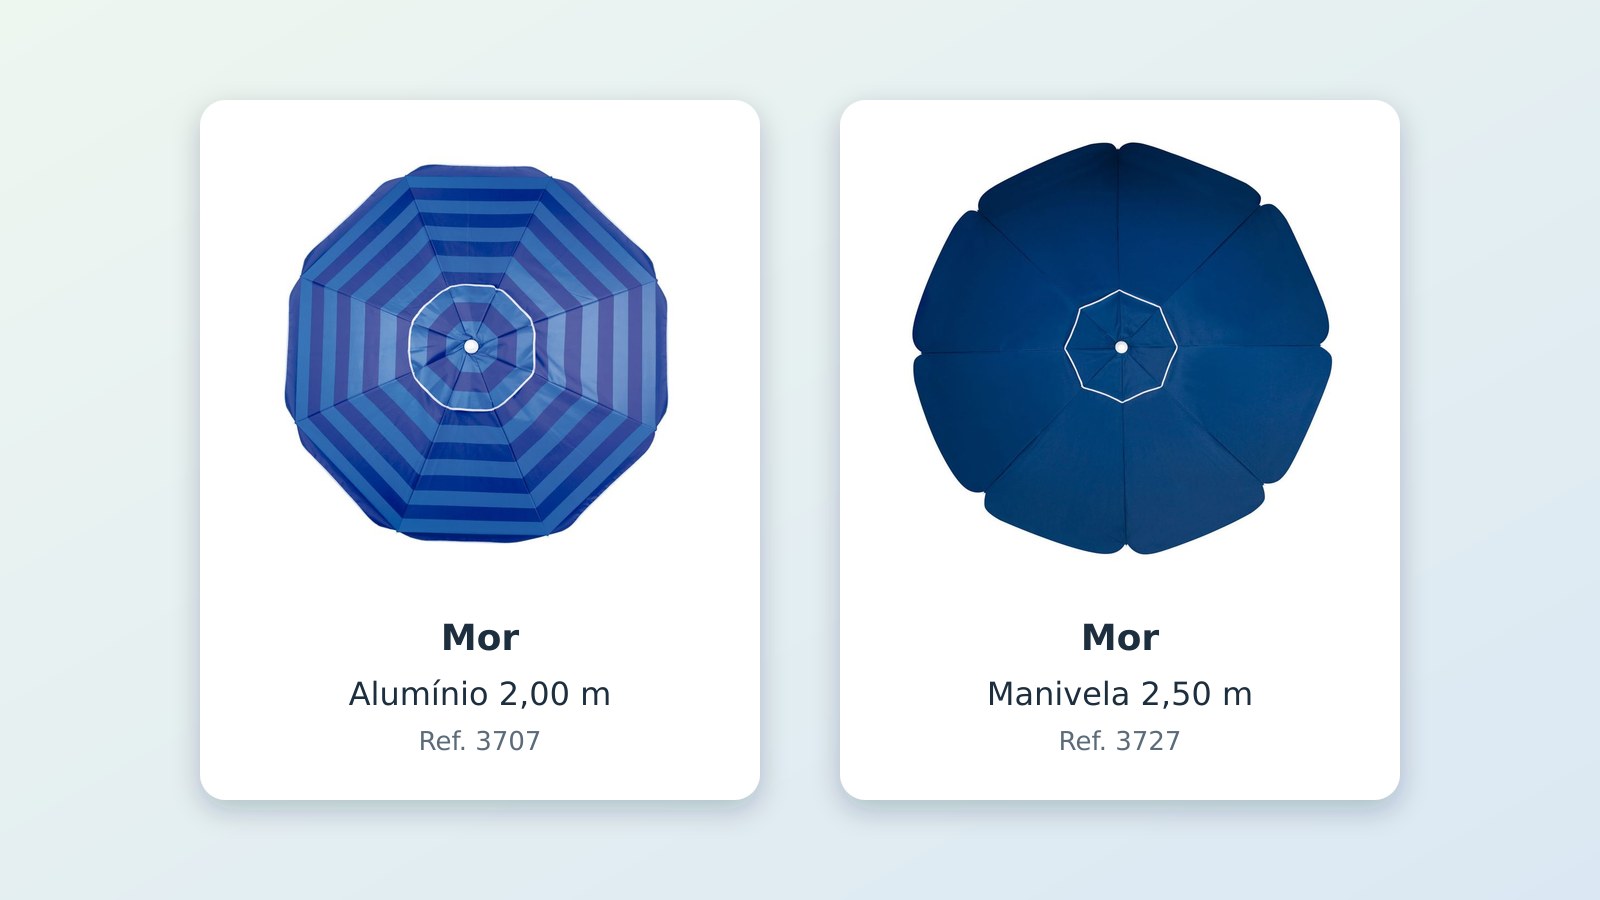 Mor
Alumínio 2,00 m
Ref. 3707
Mor
Manivela 2,50 m
Ref. 3727